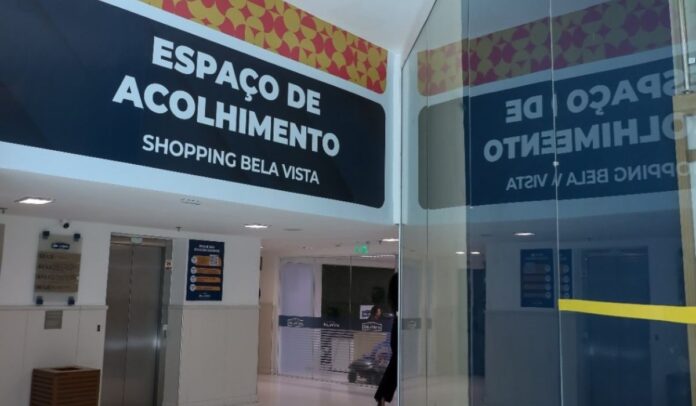 ESPAÇO DE
ACOLHIMENTO
SHOPPING BELA VISTA